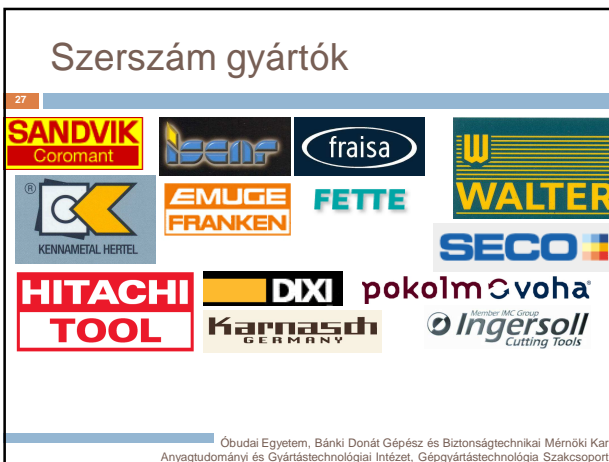 Szerszám gyártók
27
SANDVIK
Coromant
iscar
fraisa
WALTER
®
KENNAMETAL HERTEL
EMUGE
FRANKEN
FETTE
SECO
HITACHI
TOOL
DIXI
pokolm voha
Karnasch
GERMANY
Member IMC Group
Ingersoll
Cutting Tools
Óbudai Egyetem, Bánki Donát Gépész és Biztonságtechnikai Mérnöki Kar
Anyagtudományi és Gyártástechnológiai Intézet, Gépgyártástechnológia Szakcsoport